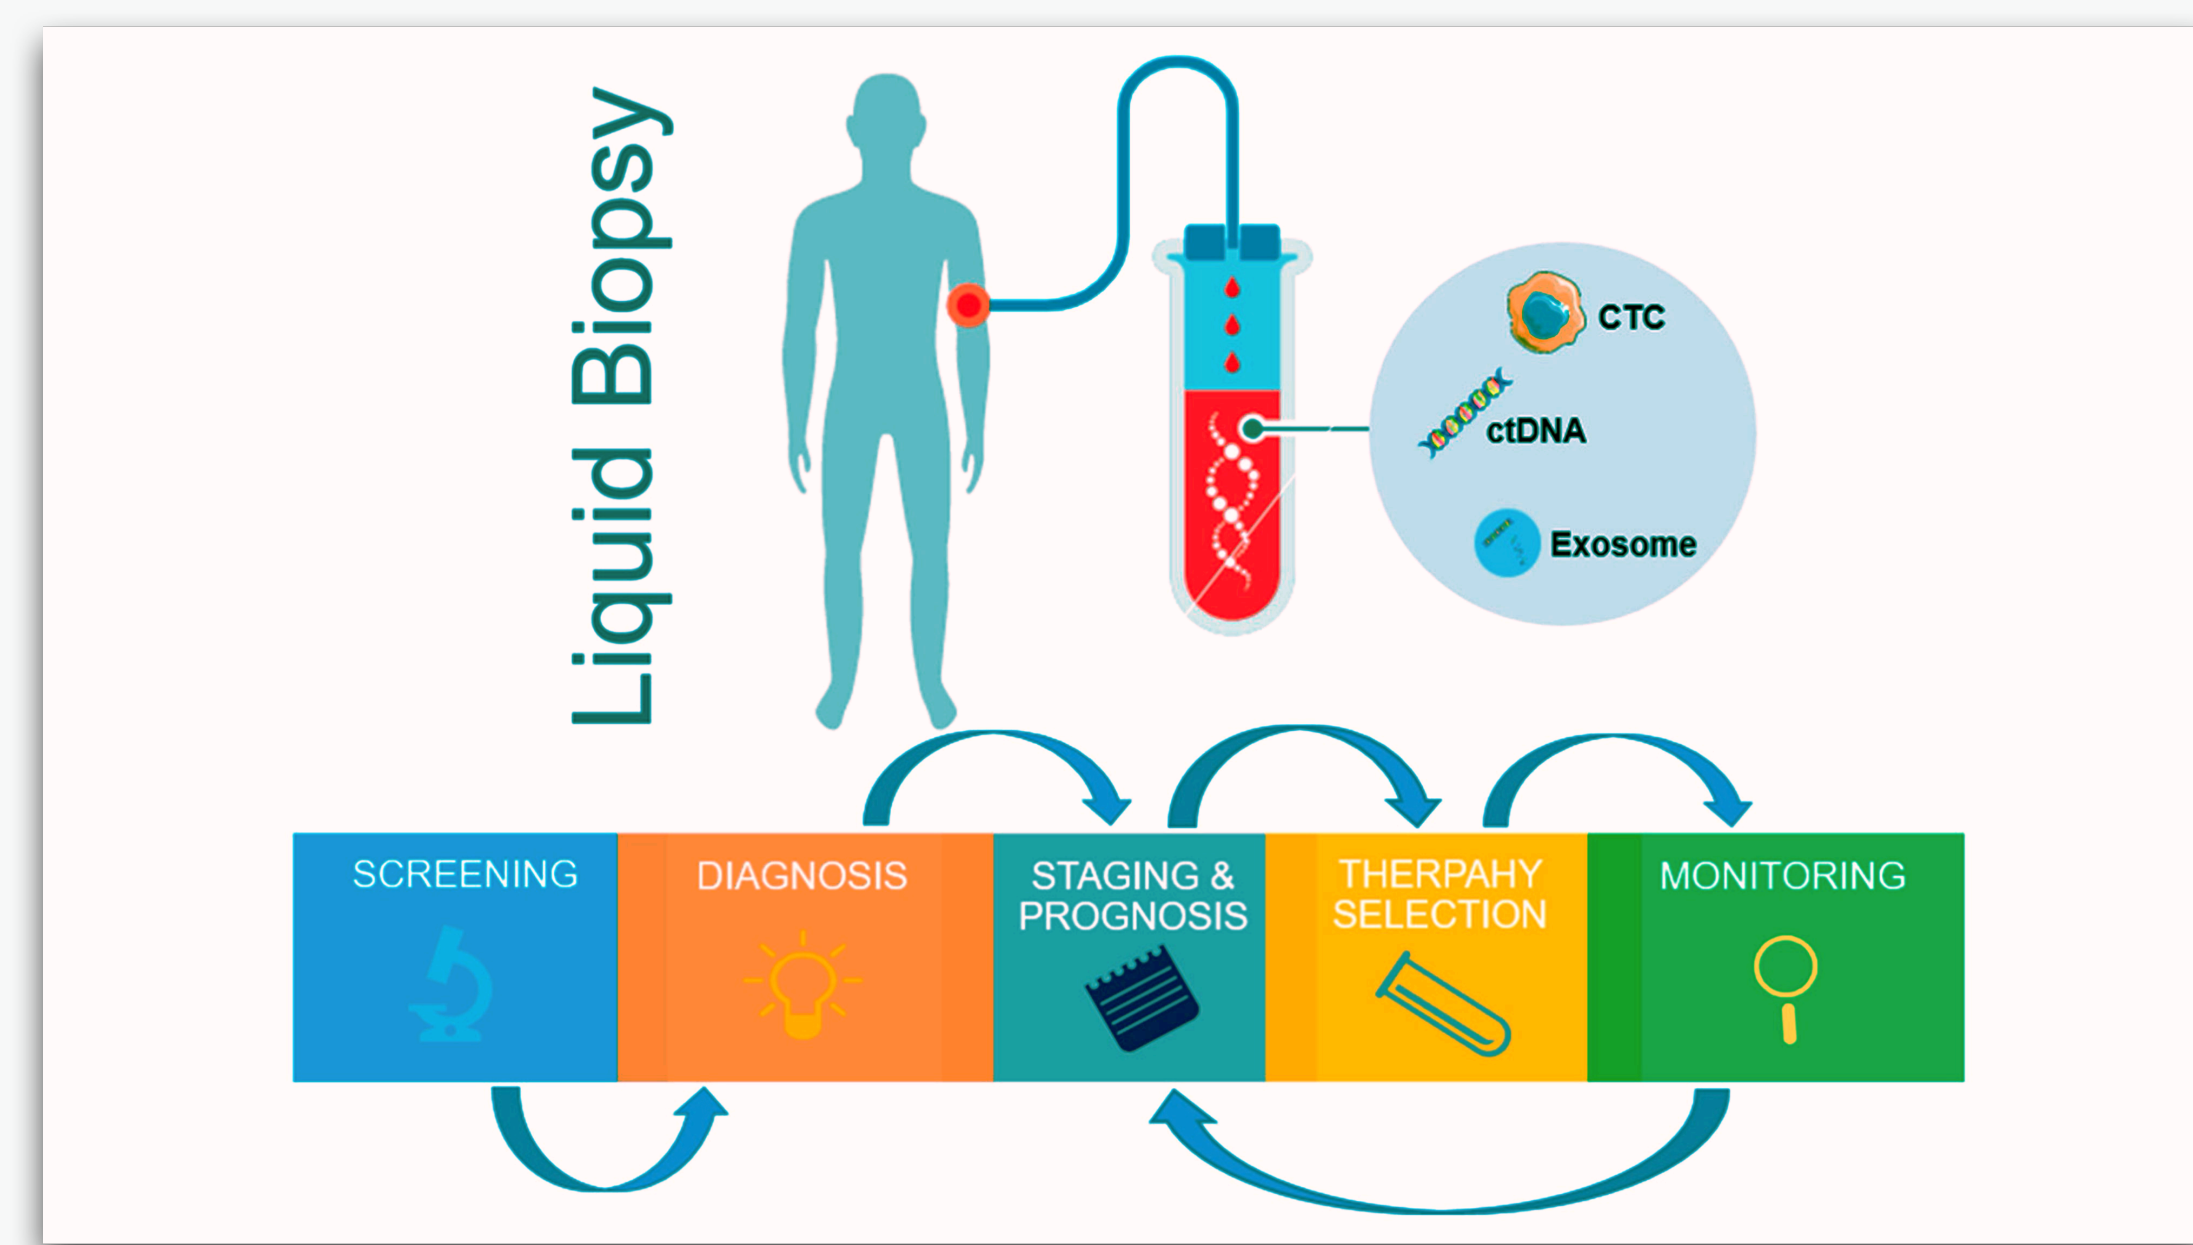 Liquid Biopsy
CTC
ctDNA
Exosome
SCREENING
DIAGNOSIS
STAGING &
PROGNOSIS
THERPAHY
SELECTION
MONITORING